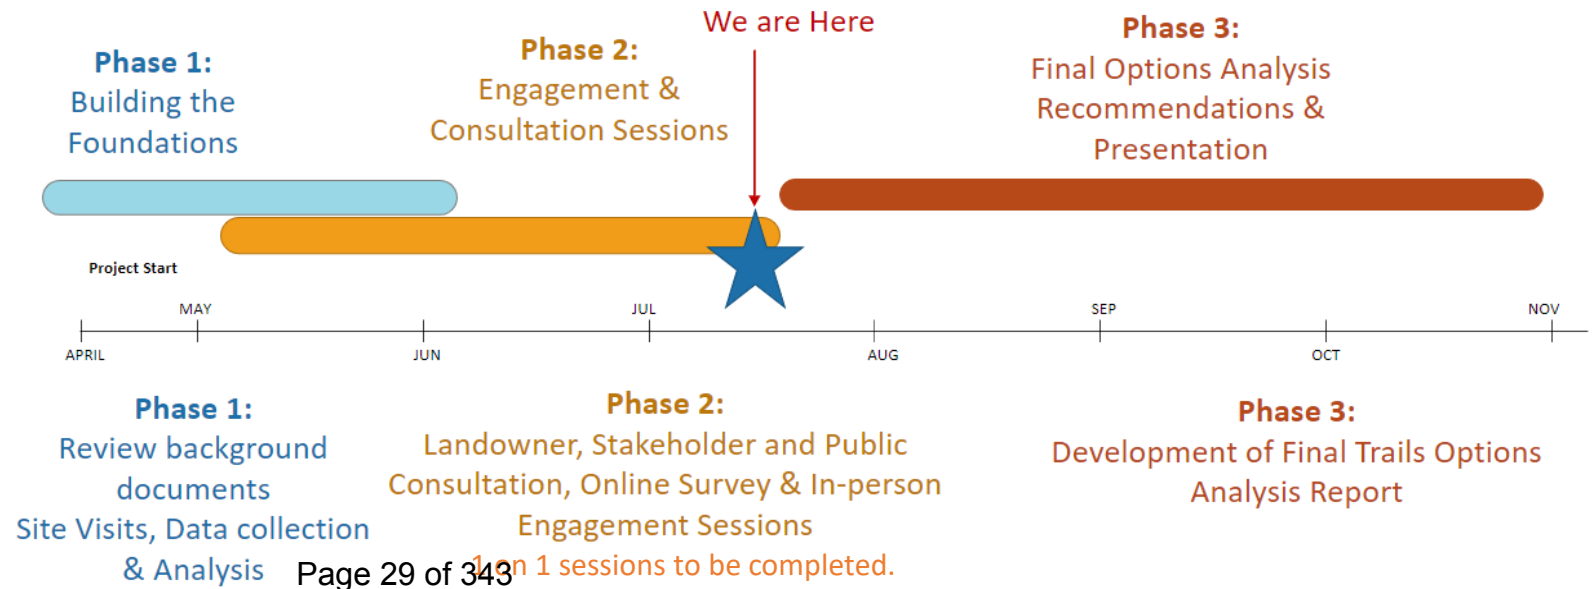 We are Here
Phase 1:
Building the
Foundations
Phase 2:
Engagement &
Consultation Sessions
Phase 3:
Final Options Analysis
Recommendations &
Presentation
Project Start
MAY
JUL
SEP
NOV
APRIL
JUN
AUG
OCT
Phase 1:
Review background
documents
Site Visits, Data collection
& Analysis
Phase 2:
Landowner, Stakeholder and Public
Consultation, Online Survey & In-person
Engagement Sessions
1 on 1 sessions to be completed.
Phase 3:
Development of Final Trails Options
Analysis Report
Page 29 of 343